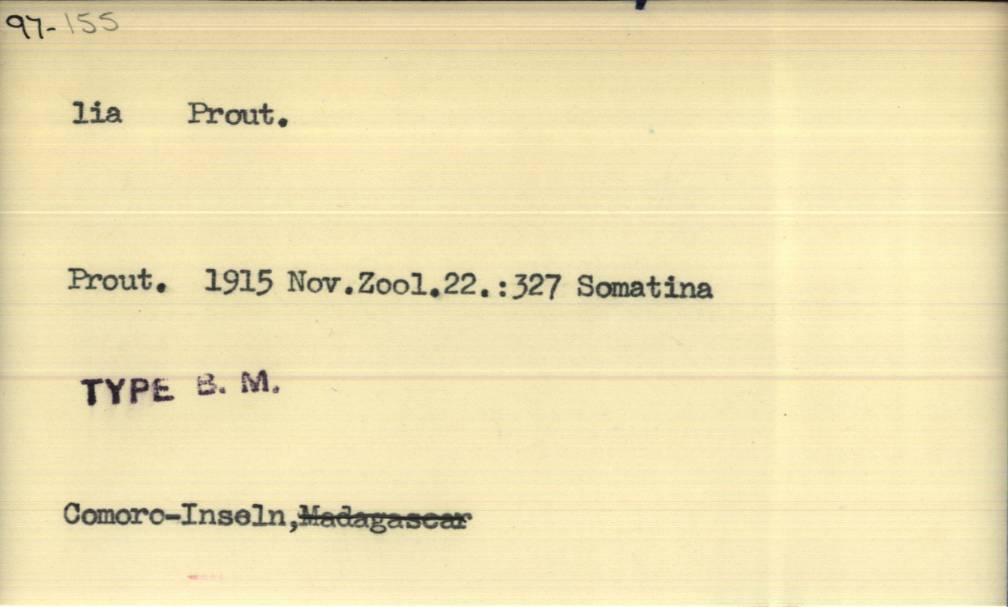 97-155
lia Prout.
Prout. 1915 Nov.Zool.22.:327 Somatina
TYPE B. M.
Comoro-Inseln,Madagascar